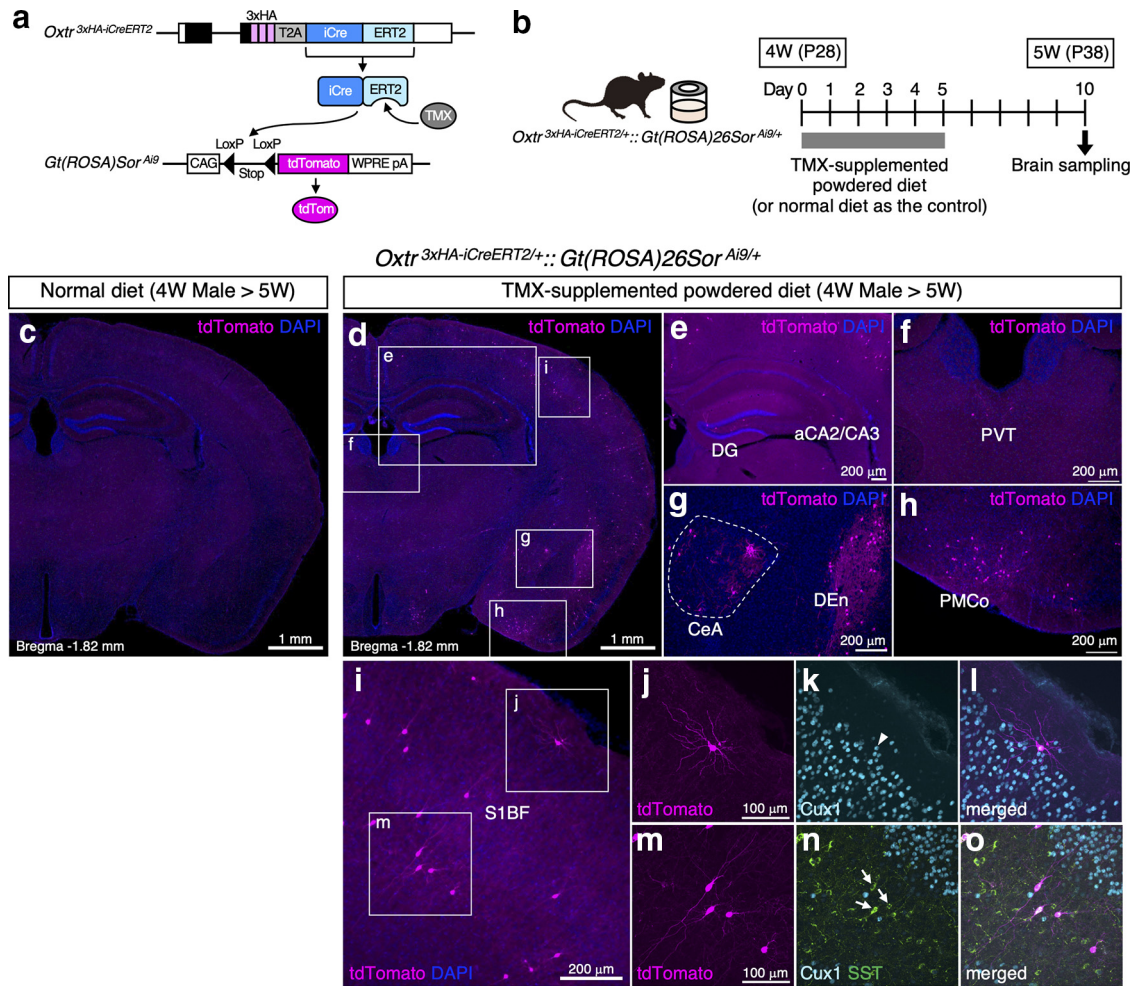 a
3xHA
Oxtr 3xHA-iCreERT2
T2A
iCre
ERT2
iCre
ERT2
TMX
LoxP
LoxP
Gt(ROSA)Sor Ai9
CAG
Stop
tdTomato
WPRE pA
tdTom
b
4W (P28)
5W (P38)
Day 0 1 2 3 4 5 10
Oxtr 3xHA-iCreERT2/+:: Gt(ROSA)26Sor Ai9/+
TMX-supplemented
powdered diet
(or normal diet as the control)
Brain sampling
Oxtr 3xHA-iCreERT2/+:: Gt(ROSA)26Sor Ai9/+
Normal diet (4W Male > 5W)
TMX-supplemented powdered diet (4W Male > 5W)
c
tdTomato DAPI
Bregma -1.82 mm
1 mm
d
tdTomato DAPI
e
i
f
g
h
Bregma -1.82 mm
1 mm
e
tdTomato DAPI
DG
aCA2/CA3
200 µm
f
tdTomato DAPI
PVT
200 µm
g
tdTomato DAPI
CeA
DEn
200 µm
h
tdTomato DAPI
PMCo
200 µm
i
j
S1BF
m
tdTomato DAPI
200 µm
j
tdTomato
100 µm
k
Cux1
l
merged
m
tdTomato
100 µm
n
Cux1 SST
o
merged